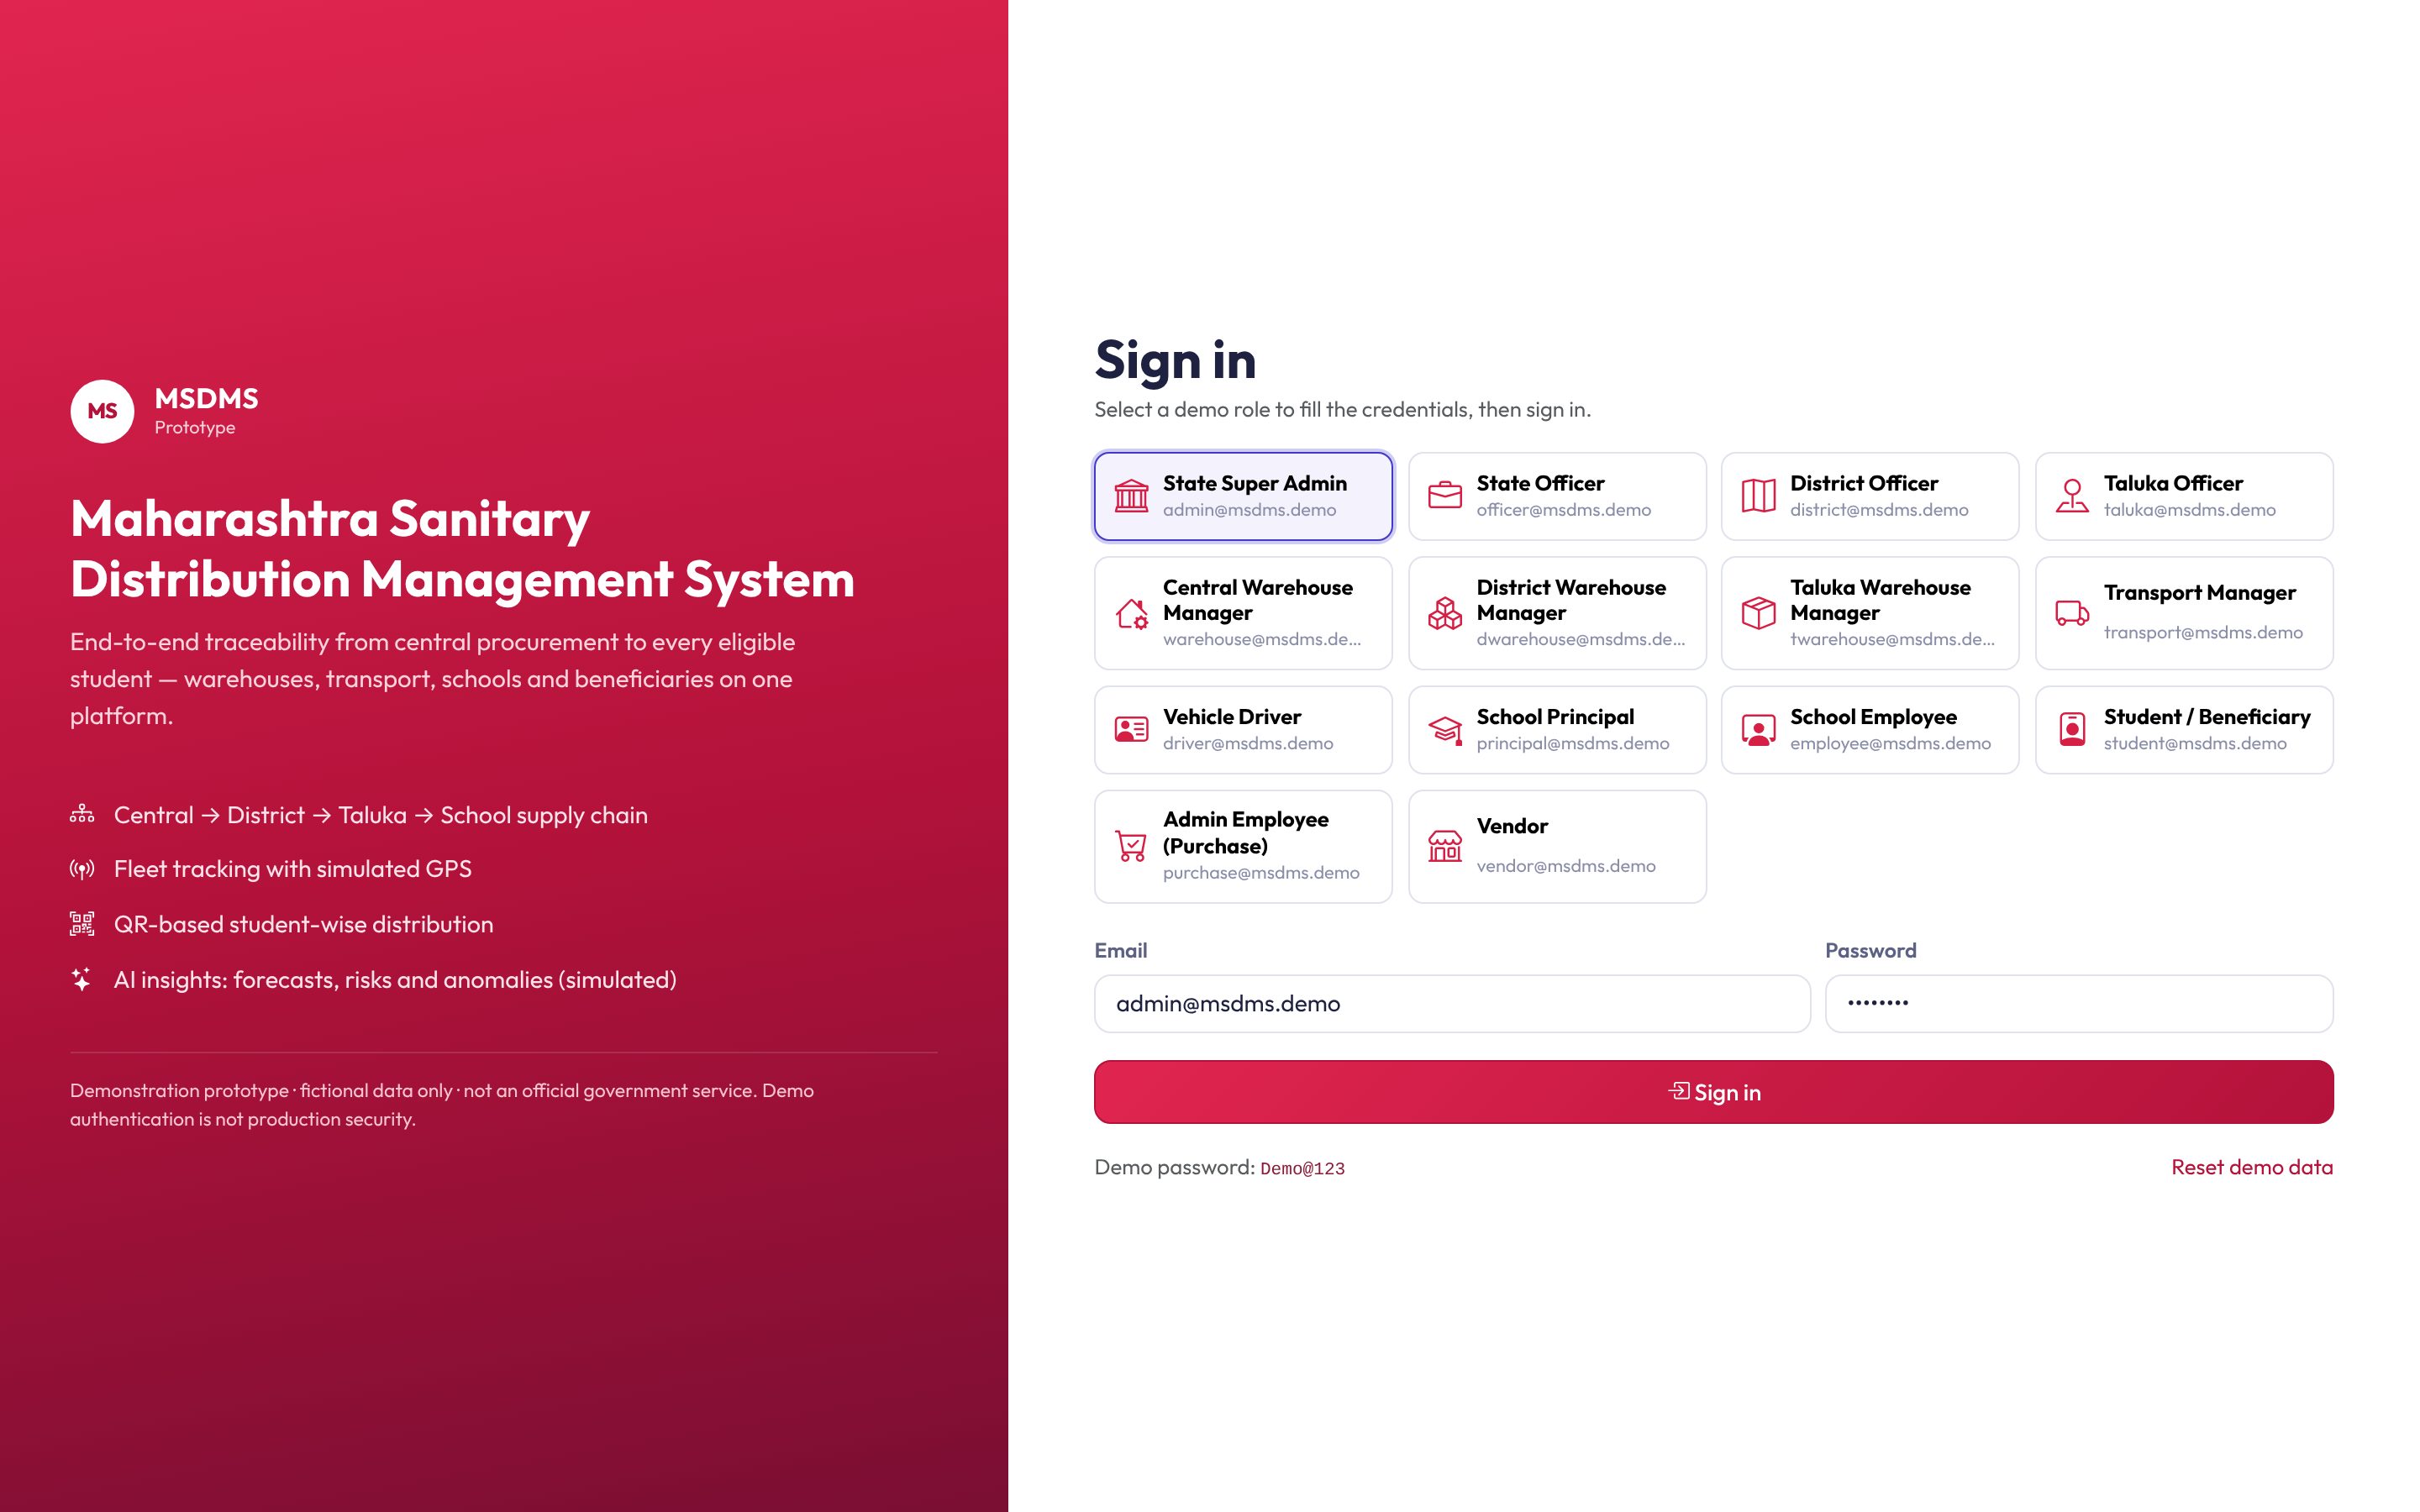 MS
MSDMS
Prototype
Maharashtra Sanitary
Distribution Management System
End-to-end traceability from central procurement to every eligible
student — warehouses, transport, schools and beneficiaries on one
platform.
Central → District → Taluka → School supply chain
Fleet tracking with simulated GPS
QR-based student-wise distribution
AI insights: forecasts, risks and anomalies (simulated)
Demonstration prototype · fictional data only · not an official government service. Demo
authentication is not production security.
Sign in
Select a demo role to fill the credentials, then sign in.
State Super Admin
admin@msdms.demo
State Officer
officer@msdms.demo
District Officer
district@msdms.demo
Taluka Officer
taluka@msdms.demo
Central Warehouse
Manager
warehouse@msdms.de...
District Warehouse
Manager
dwarehouse@msdms.de...
Taluka Warehouse
Manager
twarehouse@msdms.de...
Transport Manager
transport@msdms.demo
Vehicle Driver
driver@msdms.demo
School Principal
principal@msdms.demo
School Employee
employee@msdms.demo
Student / Beneficiary
student@msdms.demo
Admin Employee
(Purchase)
purchase@msdms.demo
Vendor
vendor@msdms.demo
Email
Password
admin@msdms.demo
••••••••
Sign in
Demo password: Demo@123
Reset demo data